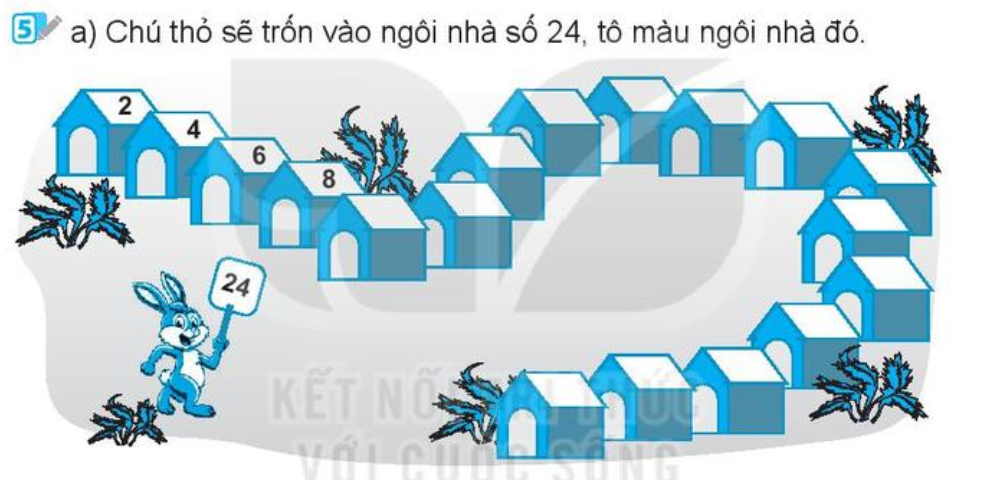 5 a) Chú thỏ sẽ trốn vào ngôi nhà số 24, tô màu ngôi nhà đó.
2
4
6
8
24
KẾT NỐI TRI THỨC
VỚI CUỘC SỐNG